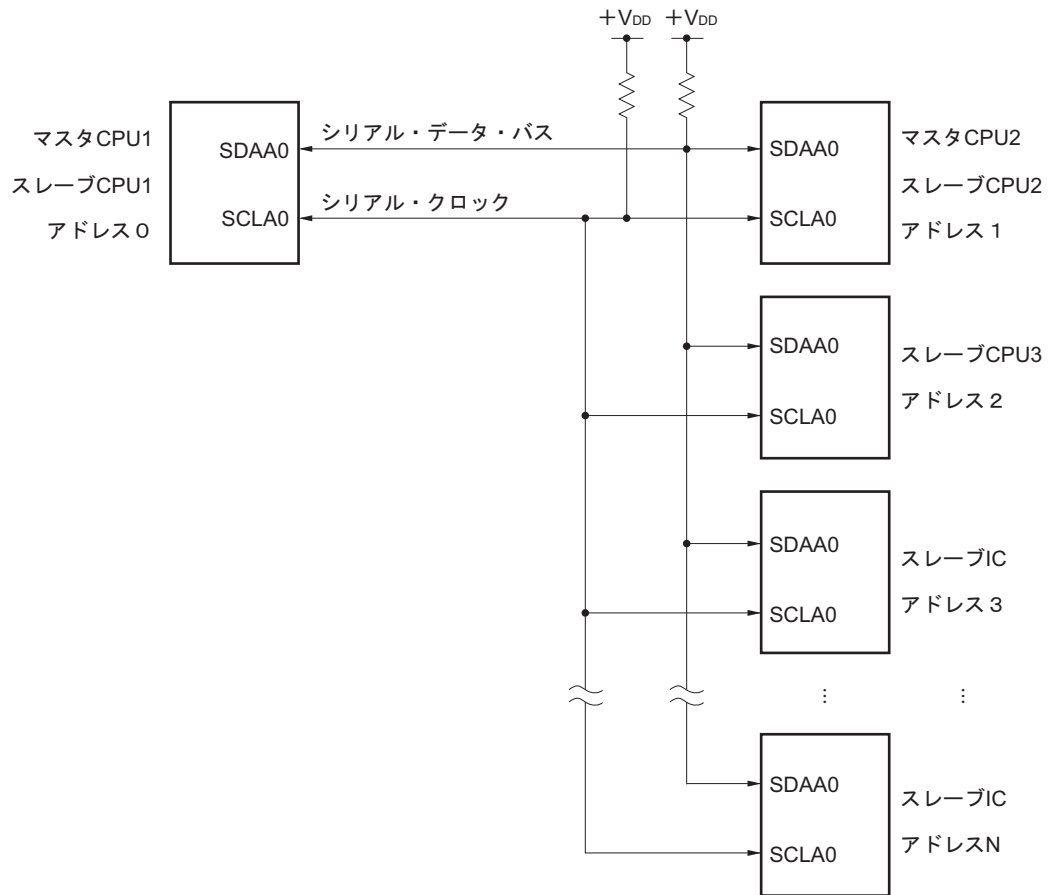 ＋VDD ＋VDD
マスタCPU1
スレーブCPU1
アドレス０
SDAA0
SCLA0
シリアル・データ・バス
シリアル・クロック
SDAA0
SCLA0
マスタCPU2
スレーブCPU2
アドレス１
SDAA0
SCLA0
スレーブCPU3
アドレス２
SDAA0
SCLA0
スレーブIC
アドレス３
… …
SDAA0
SCLA0
スレーブIC
アドレスN